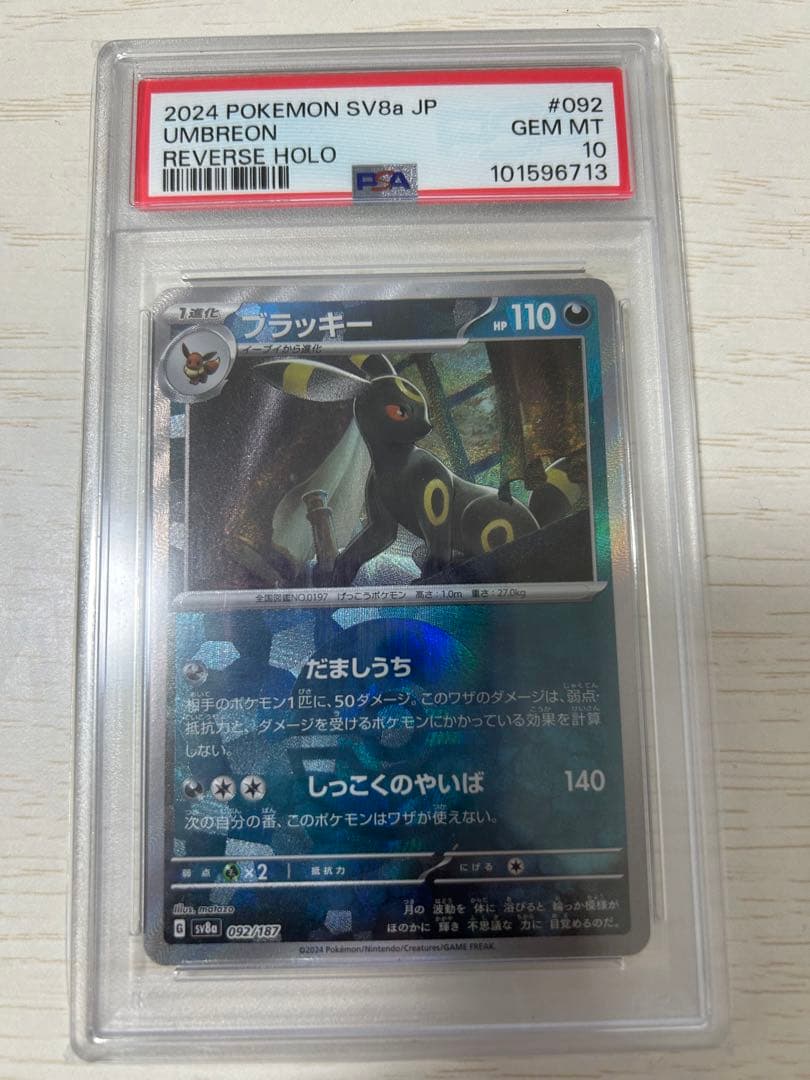 2024 POKEMON SV8a JP #092
UMBREON GEM MT
REVERSE HOLO 10
PSA 101596713
1進化 ブラッキー HP 110
イーブイから進化
全国図鑑NO.0197 げっこうポケモン 高さ:1.0m 重さ:27.0kg
だましうち
相手のポケモン1匹に、50ダメージ。このワザのダメージは、弱点・
抵抗力と、ダメージを受けるポケモンにかかっている効果を計算
しない。
しっこくのやいば 140
次の自分の番、このポケモンはワザが使えない。
弱点 ×2 抵抗力 にげる
illus. matazo
月の波動を体に浴びると輪っか模様が
ほのかに輝き不思議な力に目覚めるのだ。
G sv8a 092/187
©2024 Pokémon/Nintendo/Creatures/GAME FREAK.